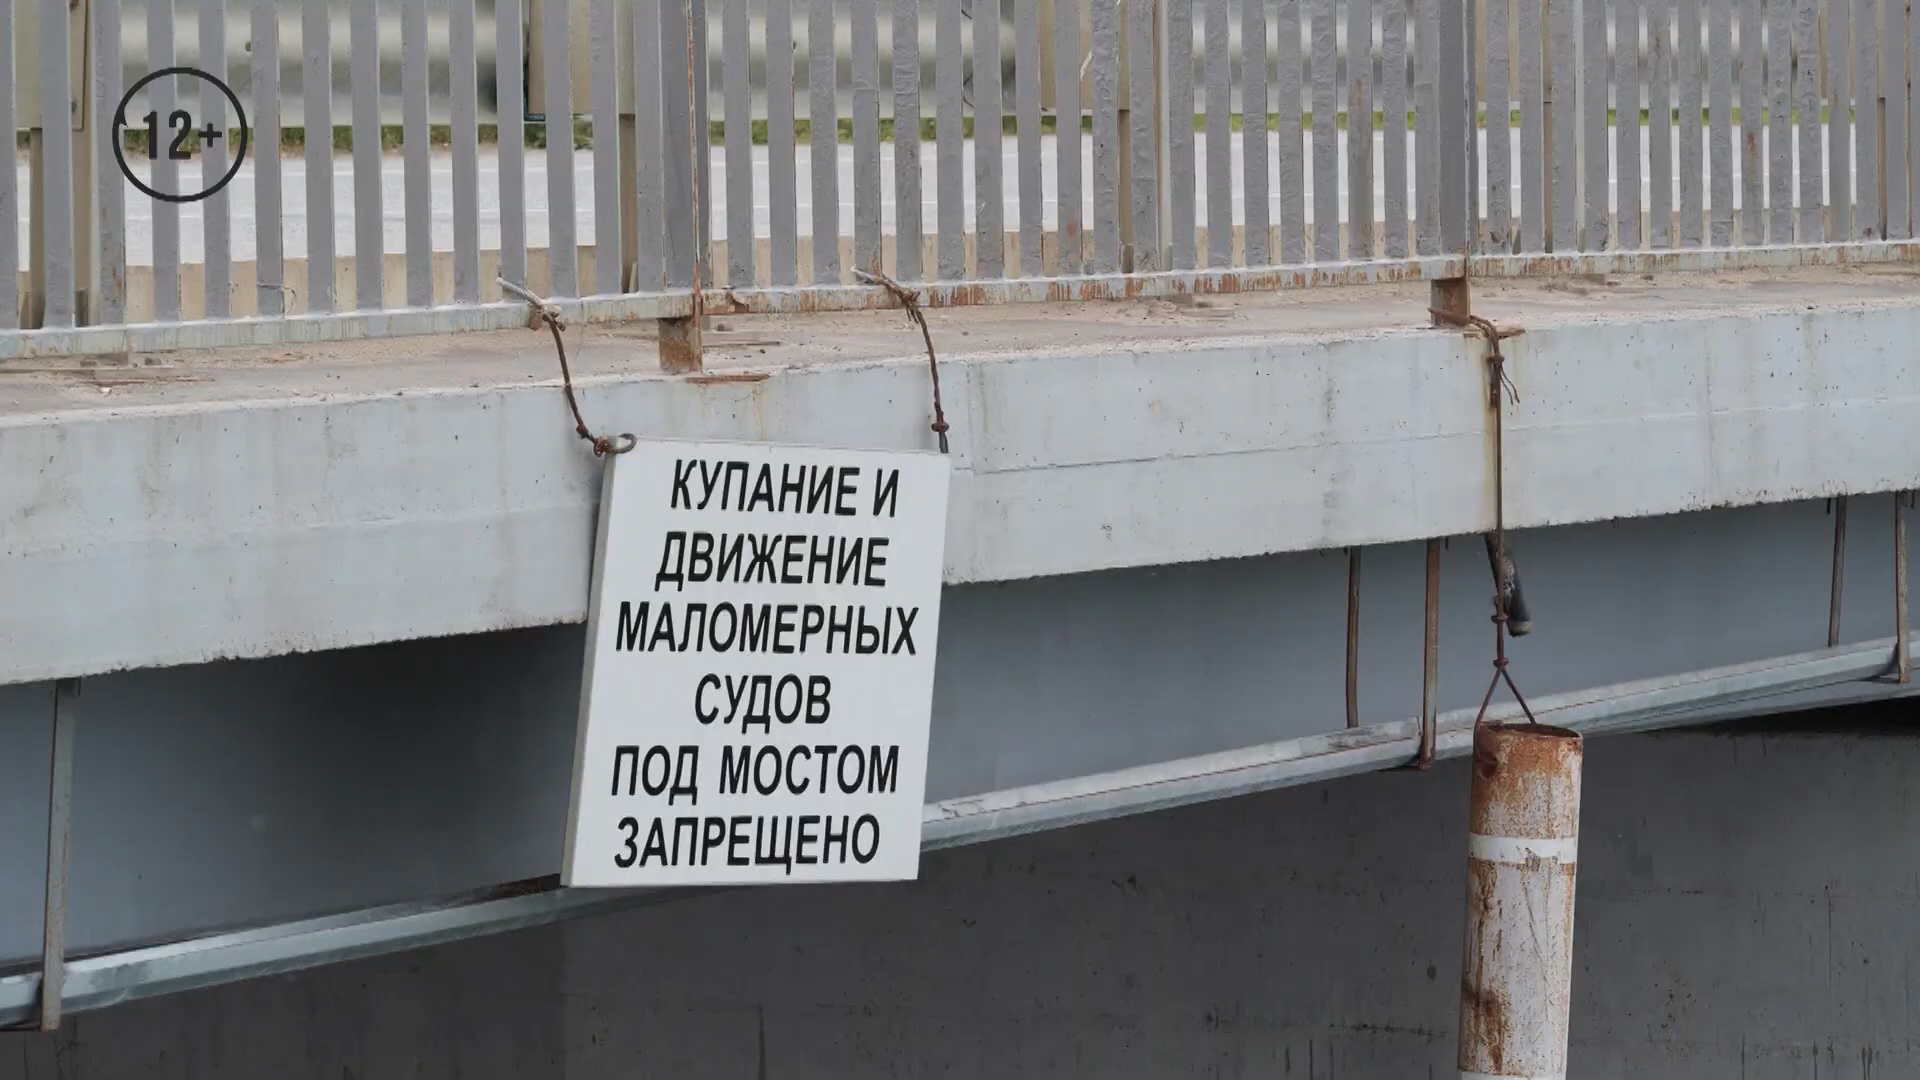 12+
КУПАНИЕ И
ДВИЖЕНИЕ
МАЛОМЕРНЫХ
СУДОВ
ПОД МОСТОМ
ЗАПРЕЩЕНО